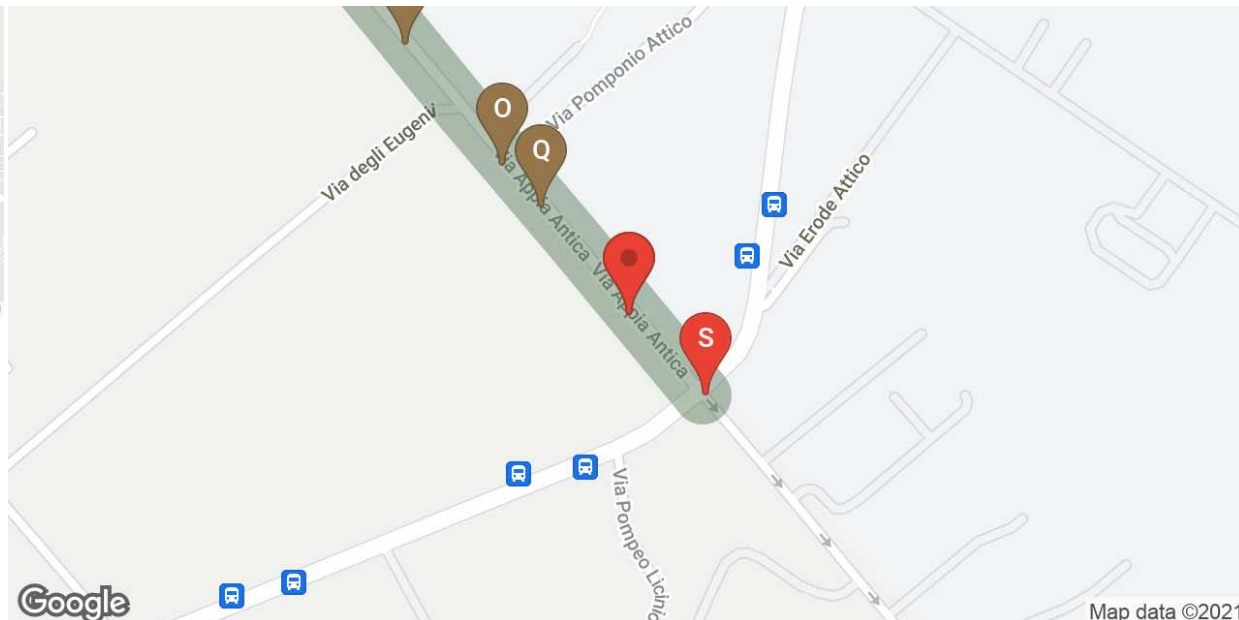 Via Pomponio Attico
O
Via degli Eugenii
Q
Via Appia Antica
Via Erode Attico
Via Appia Antica
S
Via Pompeo Licinio
Google
Map data ©2021